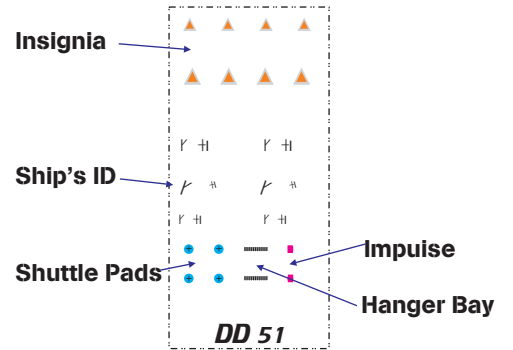 Insignia
Ship's ID
Impuise
Shuttle Pads
Hanger Bay
DD 51